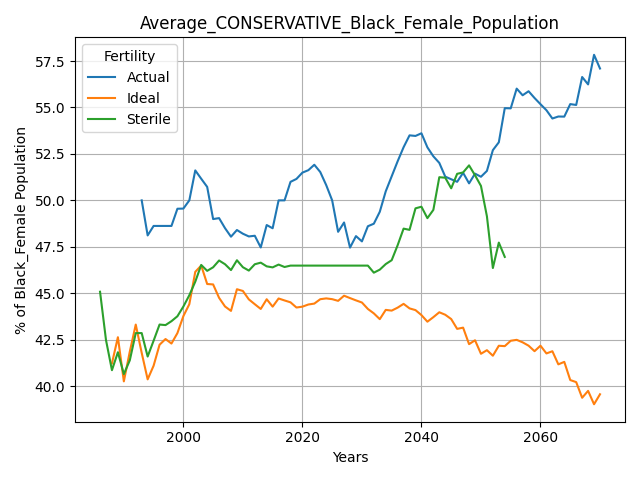 Average_CONSERVATIVE_Black_Female_Population
Fertility
Actual
Ideal
Sterile
% of Black_Female Population
57.5
55.0
52.5
50.0
47.5
45.0
42.5
40.0
2000
2020
2040
2060
Years